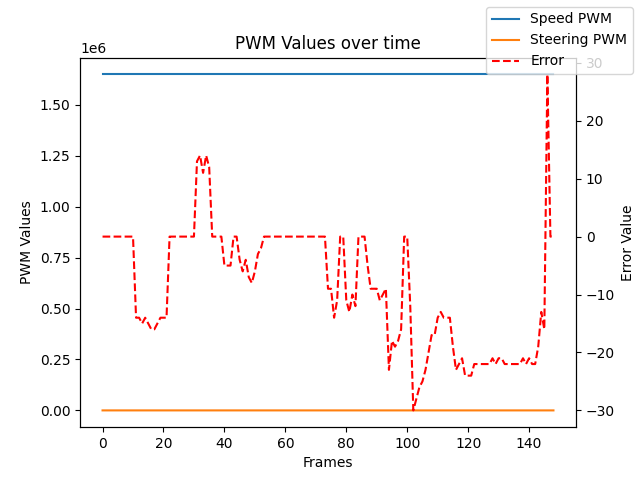 Speed PWM
Steering PWM
Error
PWM Values over time
1e6
1.50
1.25
1.00
0.75
0.50
0.25
0.00
PWM Values
30
20
10
0
−10
−20
−30
Error Value
0 20 40 60 80 100 120 140
Frames